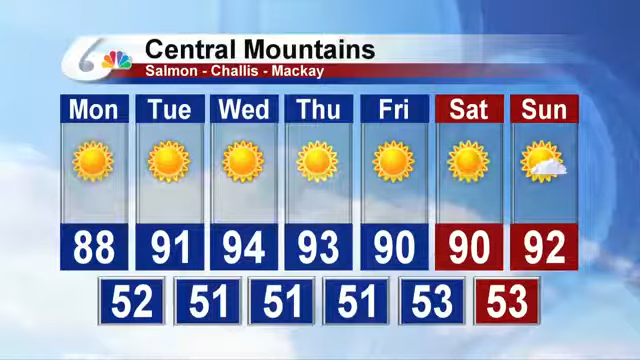 6 Central Mountains
Salmon - Challis - Mackay
Mon Tue Wed Thu Fri Sat Sun
88 91 94 93 90 90 92
52 51 51 51 53 53